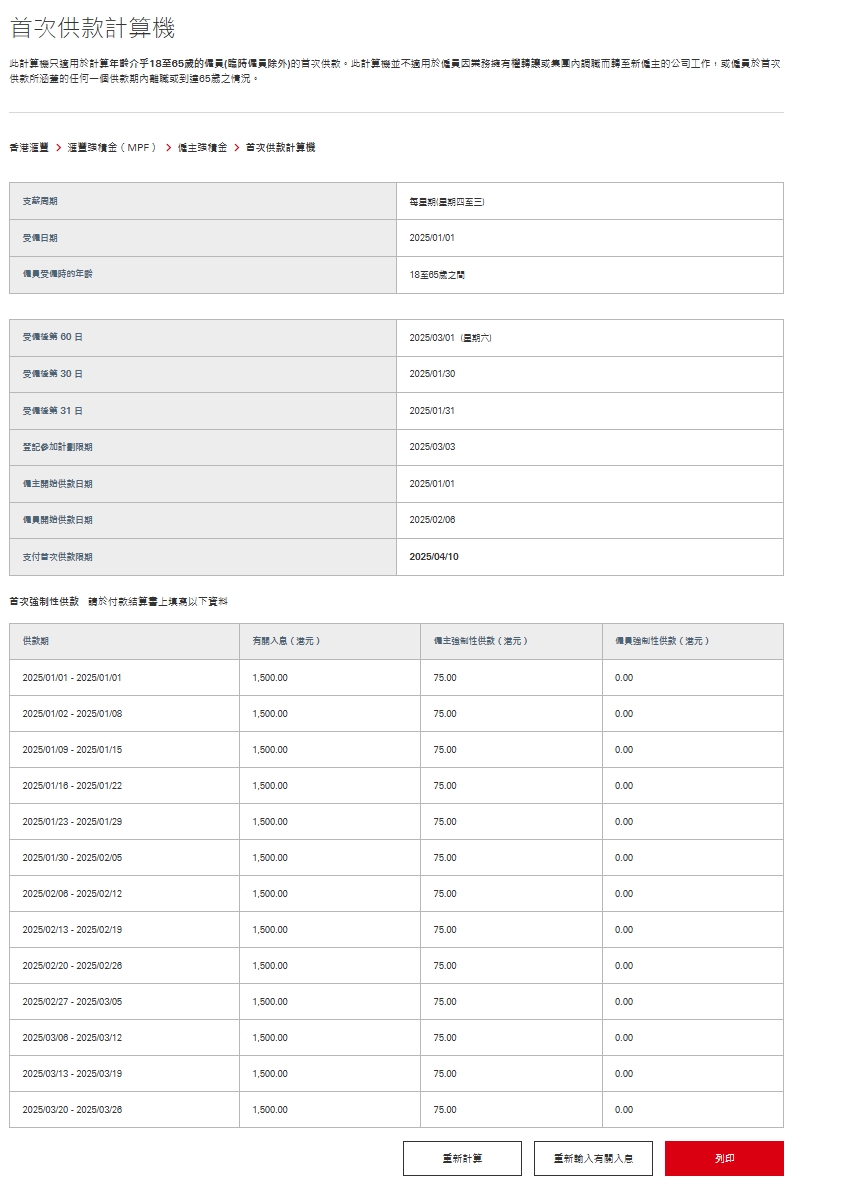 首次供款計算機
此計算機只適用於計算年齡介乎18至65歲的僱員(臨時僱員除外)的首次供款。此計算機並不適用於僱員因業務擁有權轉讓或集團內調職而轉至新僱主的公司工作，或僱員於首次
供款所涵蓋的任何一個供款期內離職或到達65歲之情況。
香港滙豐 > 滙豐強積金（MPF） > 僱主強積金 > 首次供款計算機
支薪周期 每星期(星期四至三)
受僱日期 2025/01/01
僱員受僱時的年齡 18至65歲之間
受僱後第 60 日 2025/03/01 (星期六)
受僱後第 30 日 2025/01/30
受僱後第 31 日 2025/01/31
登記參加計劃限期 2025/03/03
僱主開始供款日期 2025/01/01
僱員開始供款日期 2025/02/06
支付首次供款限期 2025/04/10
首次強制性供款 請於付款結算書上填寫以下資料
供款期 有關入息（港元） 僱主強制性供款（港元） 僱員強制性供款（港元）
2025/01/01 - 2025/01/01 1,500.00 75.00 0.00
2025/01/02 - 2025/01/08 1,500.00 75.00 0.00
2025/01/09 - 2025/01/15 1,500.00 75.00 0.00
2025/01/16 - 2025/01/22 1,500.00 75.00 0.00
2025/01/23 - 2025/01/29 1,500.00 75.00 0.00
2025/01/30 - 2025/02/05 1,500.00 75.00 0.00
2025/02/06 - 2025/02/12 1,500.00 75.00 0.00
2025/02/13 - 2025/02/19 1,500.00 75.00 0.00
2025/02/20 - 2025/02/26 1,500.00 75.00 0.00
2025/02/27 - 2025/03/05 1,500.00 75.00 0.00
2025/03/06 - 2025/03/12 1,500.00 75.00 0.00
2025/03/13 - 2025/03/19 1,500.00 75.00 0.00
2025/03/20 - 2025/03/26 1,500.00 75.00 0.00
重新計算 重新輸入有關入息 列印